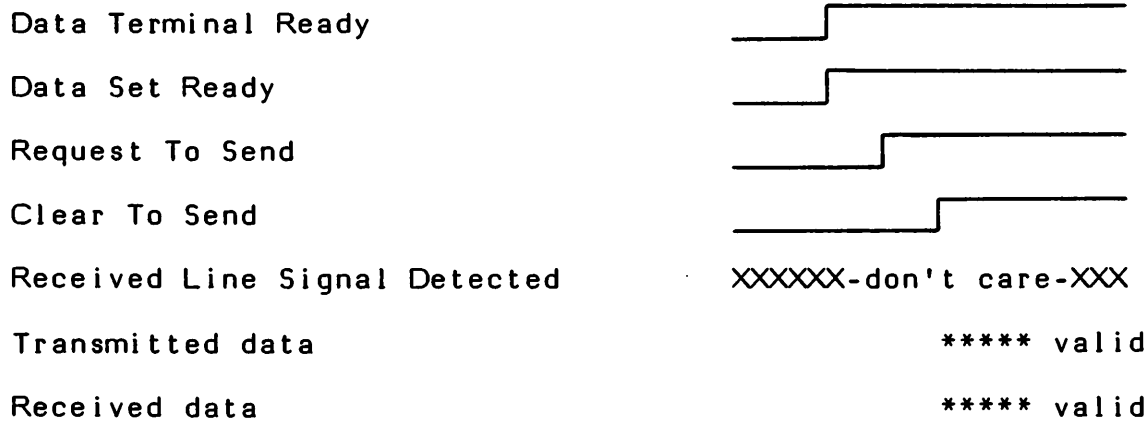 Data Terminal Ready
Data Set Ready
Request To Send
Clear To Send
Received Line Signal Detected XXXXXX-don't care-XXX
Transmitted data ***** valid
Received data ***** valid